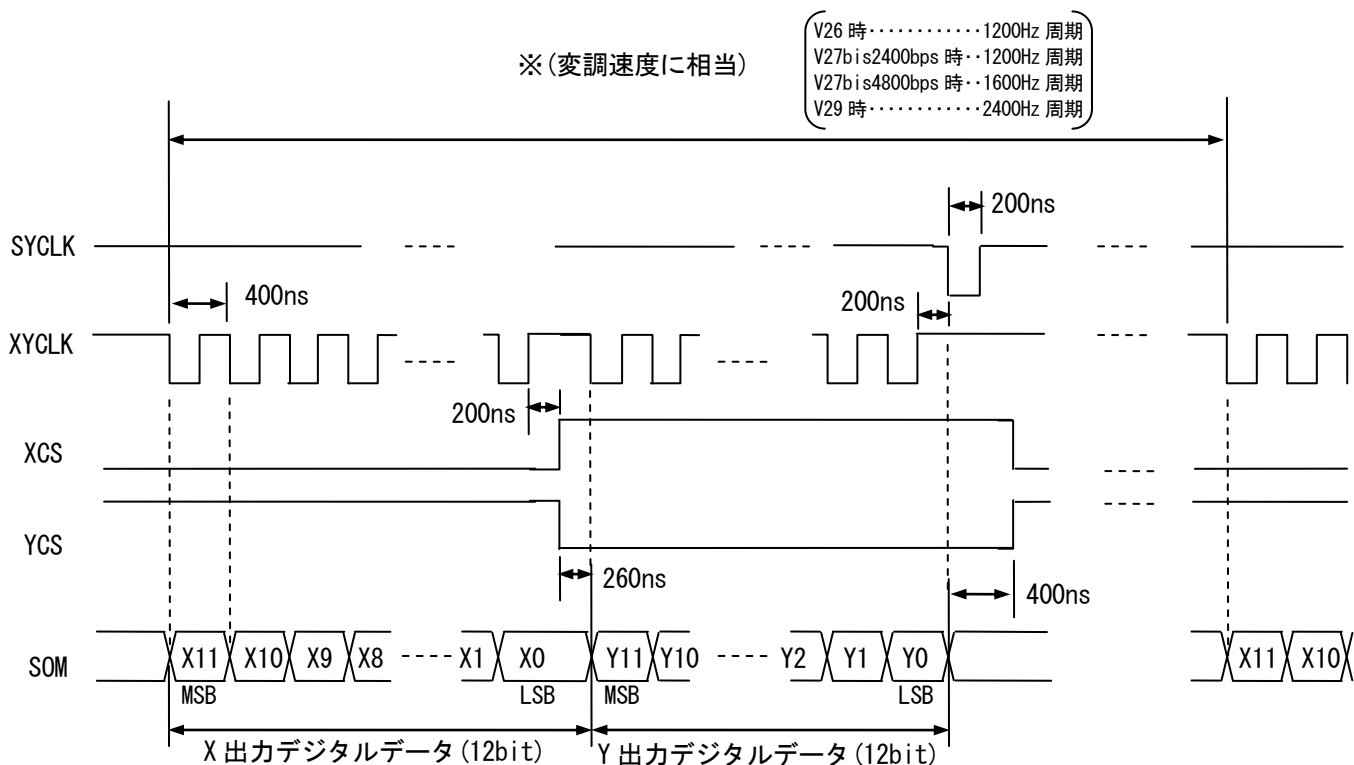 ※(変調速度に相当)
V26 時············1200Hz 周期
V27bis2400bps 時··1200Hz 周期
V27bis4800bps 時··1600Hz 周期
V29 時············2400Hz 周期
200ns
SYCLK
400ns
200ns
XYCLK
200ns
XCS
YCS
260ns
400ns
SOM
X11 X10 X9 X8 ---- X1 X0 Y11 Y10 ---- Y2 Y1 Y0 X11 X10
MSB LSB MSB LSB
X 出力デジタルデータ(12bit) Y 出力デジタルデータ(12bit)